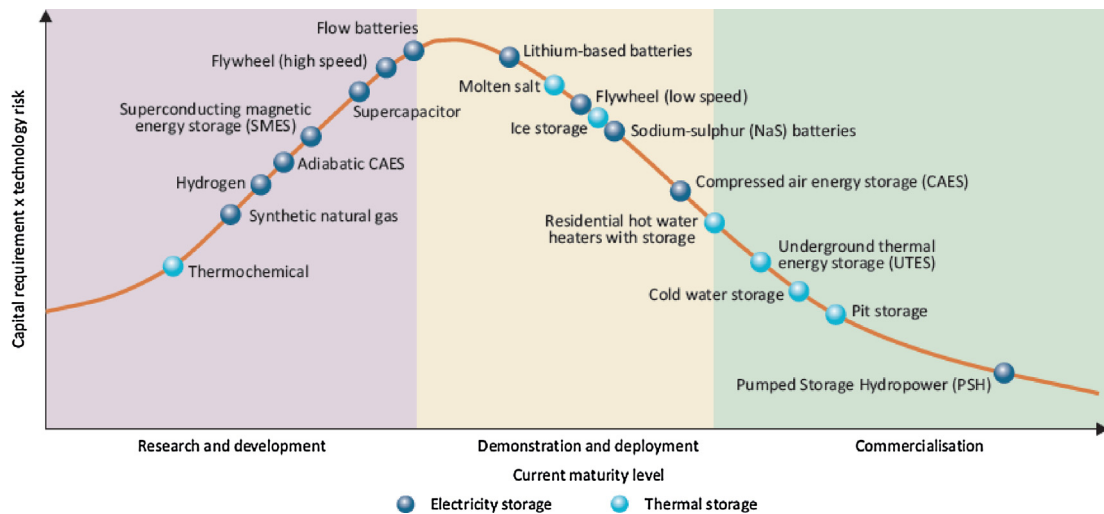 Capital requirement x technology risk
Flow batteries
Flywheel (high speed)
Supercapacitor
Superconducting magnetic
energy storage (SMES)
Adiabatic CAES
Hydrogen
Synthetic natural gas
Thermochemical
Lithium-based batteries
Molten salt
Flywheel (low speed)
Ice storage
Sodium-sulphur (NaS) batteries
Compressed air energy storage (CAES)
Residential hot water
heaters with storage
Underground thermal
energy storage (UTES)
Cold water storage
Pit storage
Pumped Storage Hydropower (PSH)
Research and development
Demonstration and deployment
Commercialisation
Current maturity level
Electricity storage
Thermal storage